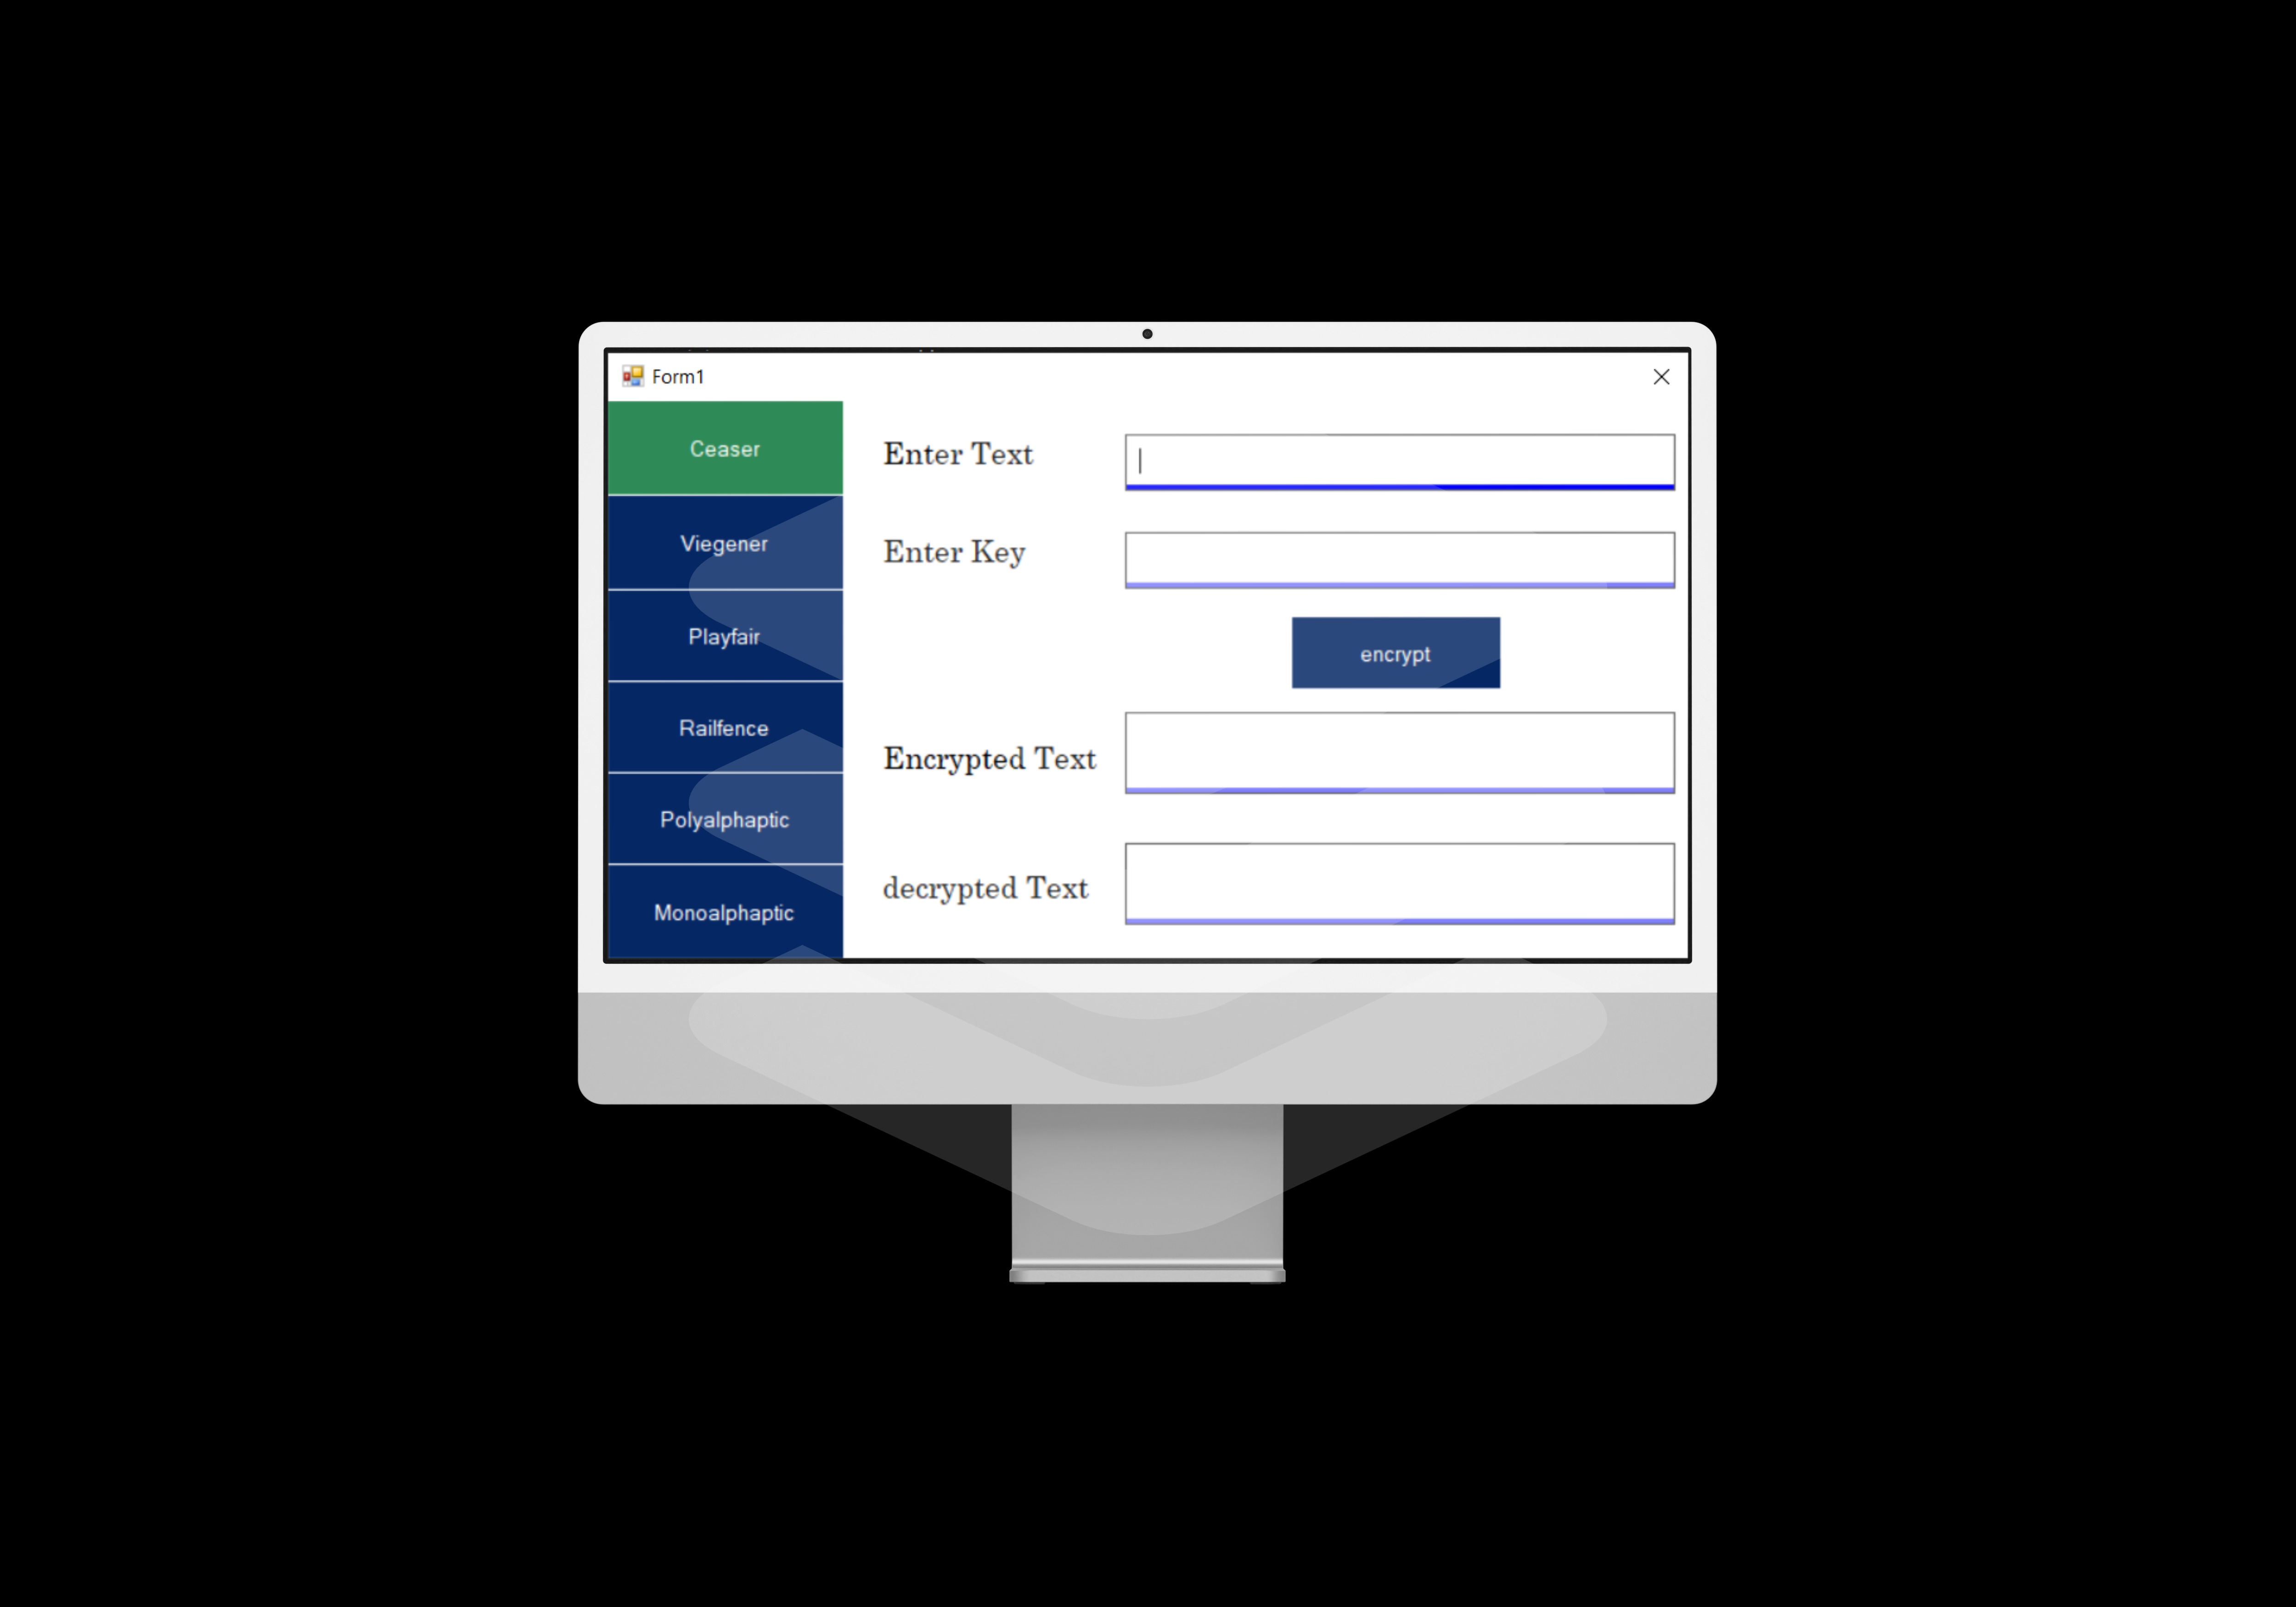 Form1
Ceaser
Viegener
Playfair
Railfence
Polyalphaptic
Monoalphaptic
Enter Text
Enter Key
encrypt
Encrypted Text
decrypted Text